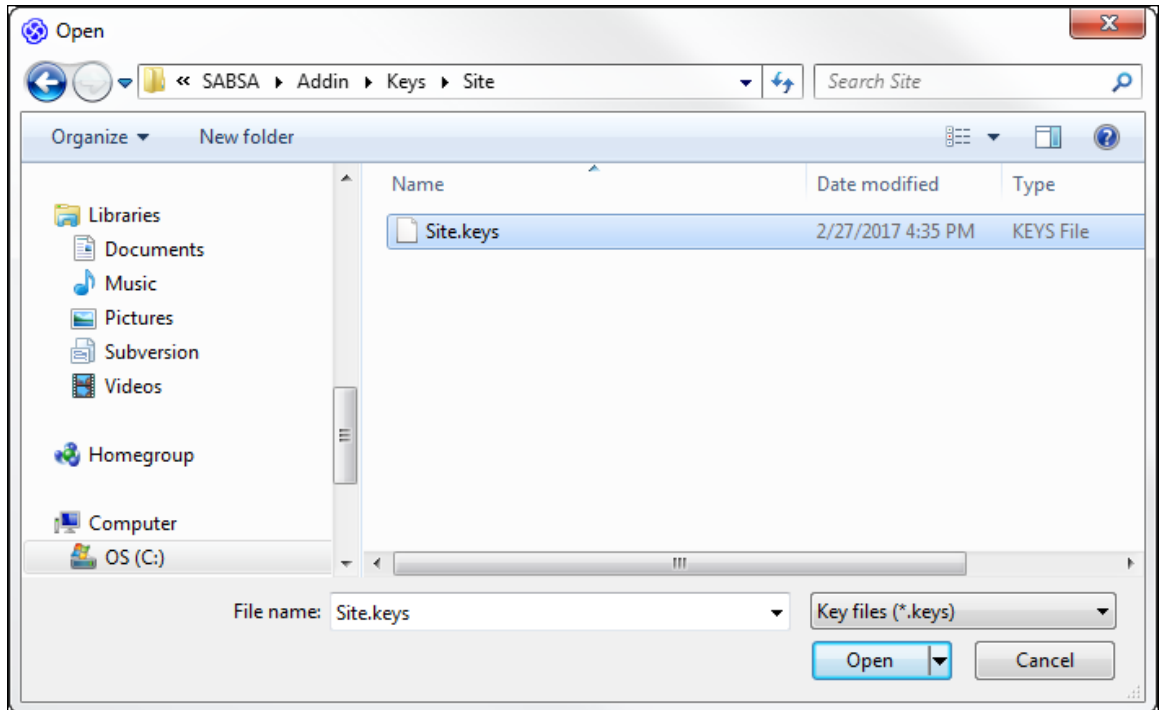 Open
« SABSA Addin Keys Site Search Site
Organize New folder
Name Date modified Type
Site.keys 2/27/2017 4:35 PM KEYS File
Libraries
Documents
Music
Pictures
Subversion
Videos
Homegroup
Computer
OS (C:)
File name: Site.keys Key files (*.keys)
Open Cancel